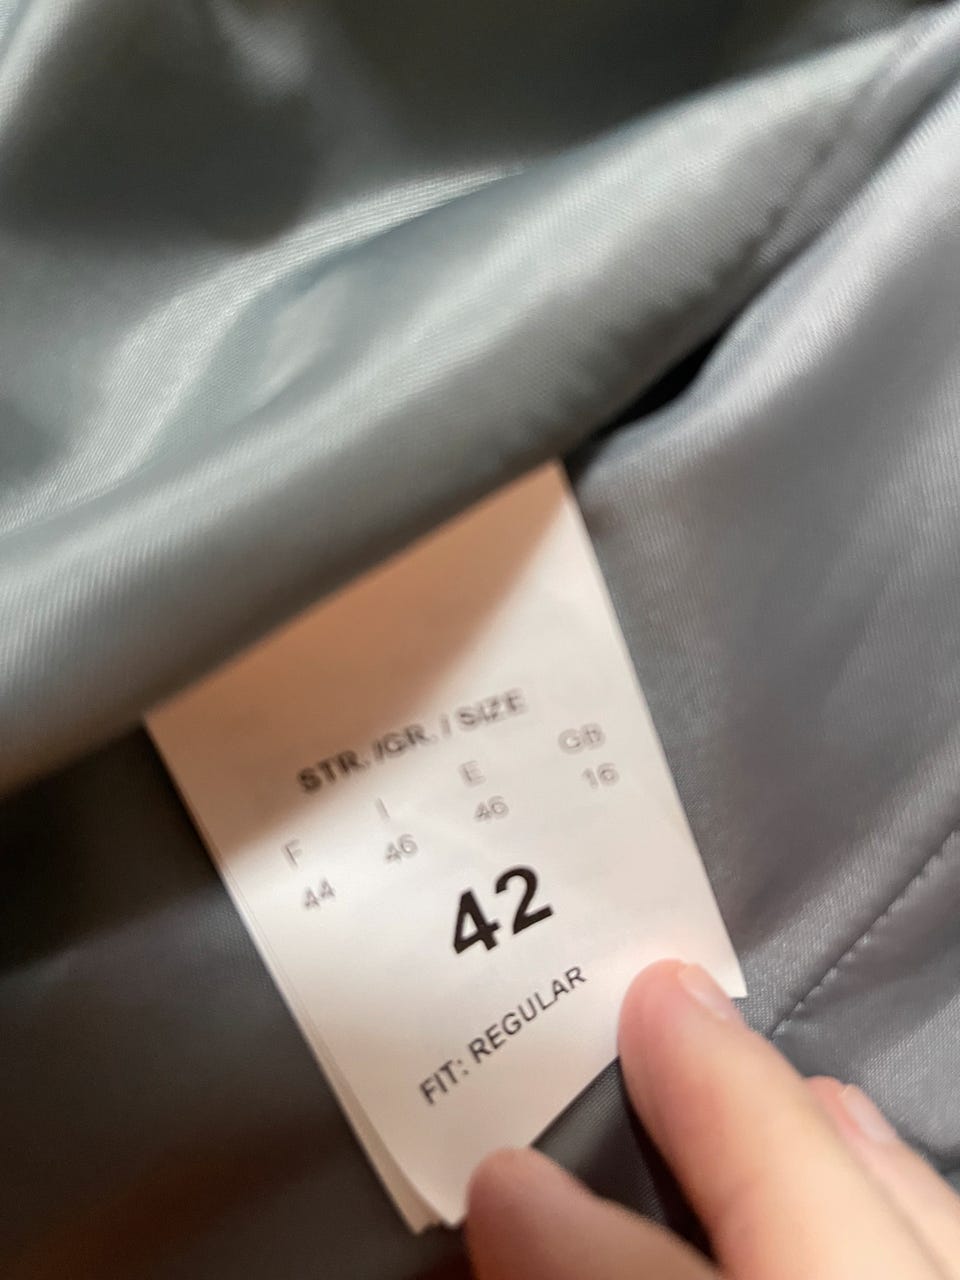 STR. /GR. / SIZE
F I E GB
44 46 46 16
42
FIT: REGULAR